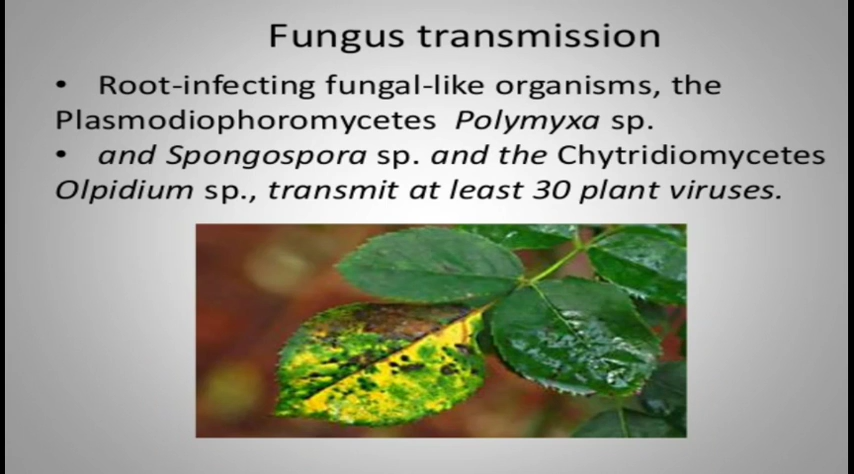 Fungus transmission
• Root-infecting fungal-like organisms, the
Plasmodiophoromycetes Polymyxa sp.
• and Spongospora sp. and the Chytridiomycetes
Olpidium sp., transmit at least 30 plant viruses.